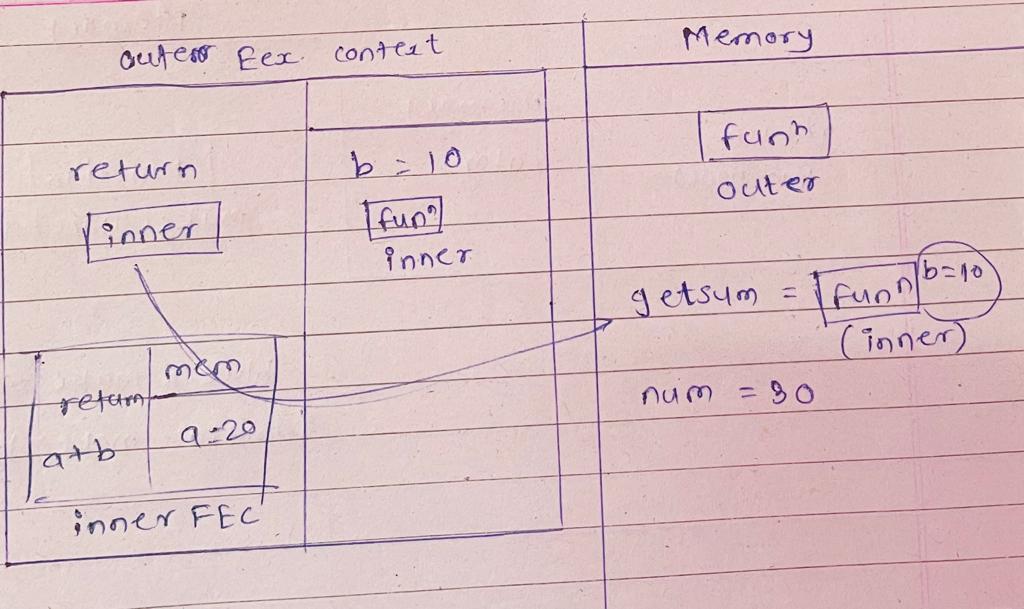 outer Eex. context
return
inner
b = 10
funⁿ
inner
mem
return
a+b
a=20
inner FEC
Memory
funⁿ
outer
getsum = funⁿ b=10
(inner)
num = 30